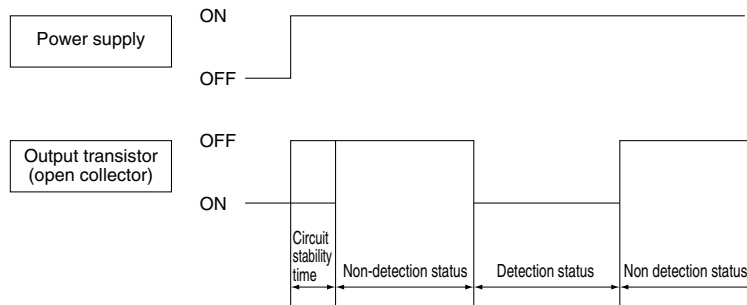 ON
Power supply
OFF
OFF
Output transistor
(open collector)
ON
Circuit
stability
time
Non-detection status
Detection status
Non detection status